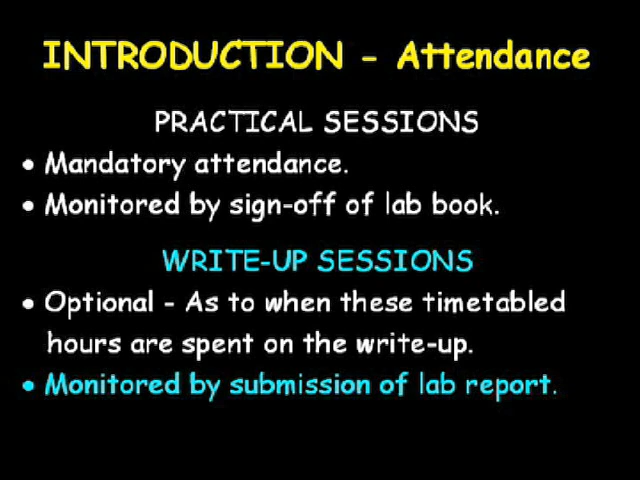 INTRODUCTION - Attendance
PRACTICAL SESSIONS
• Mandatory attendance.
• Monitored by sign-off of lab book.
WRITE-UP SESSIONS
• Optional - As to when these timetabled
hours are spent on the write-up.
• Monitored by submission of lab report.